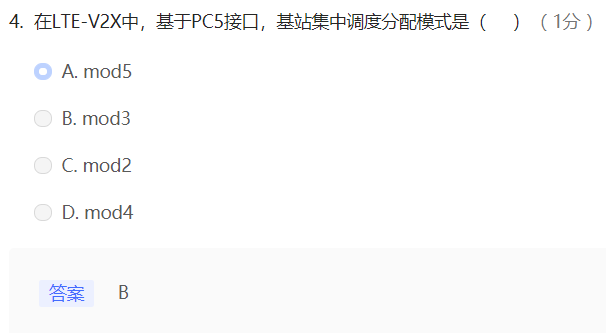 4. 在LTE-V2X中，基于PC5接口，基站集中调度分配模式是（ ）（1分）
A. mod5
B. mod3
C. mod2
D. mod4
答案 B